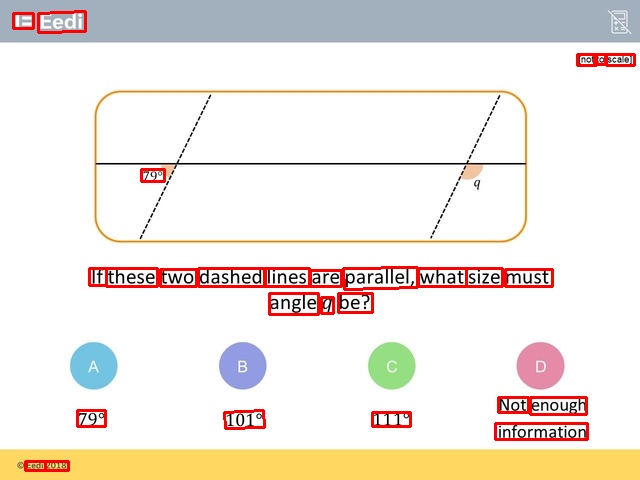 Eedi
[not to scale]
79°
q
If these two dashed lines are parallel, what size must
angle q be?
A
B
C
D
79°
101°
111°
Not enough
information
© Eedi 2018